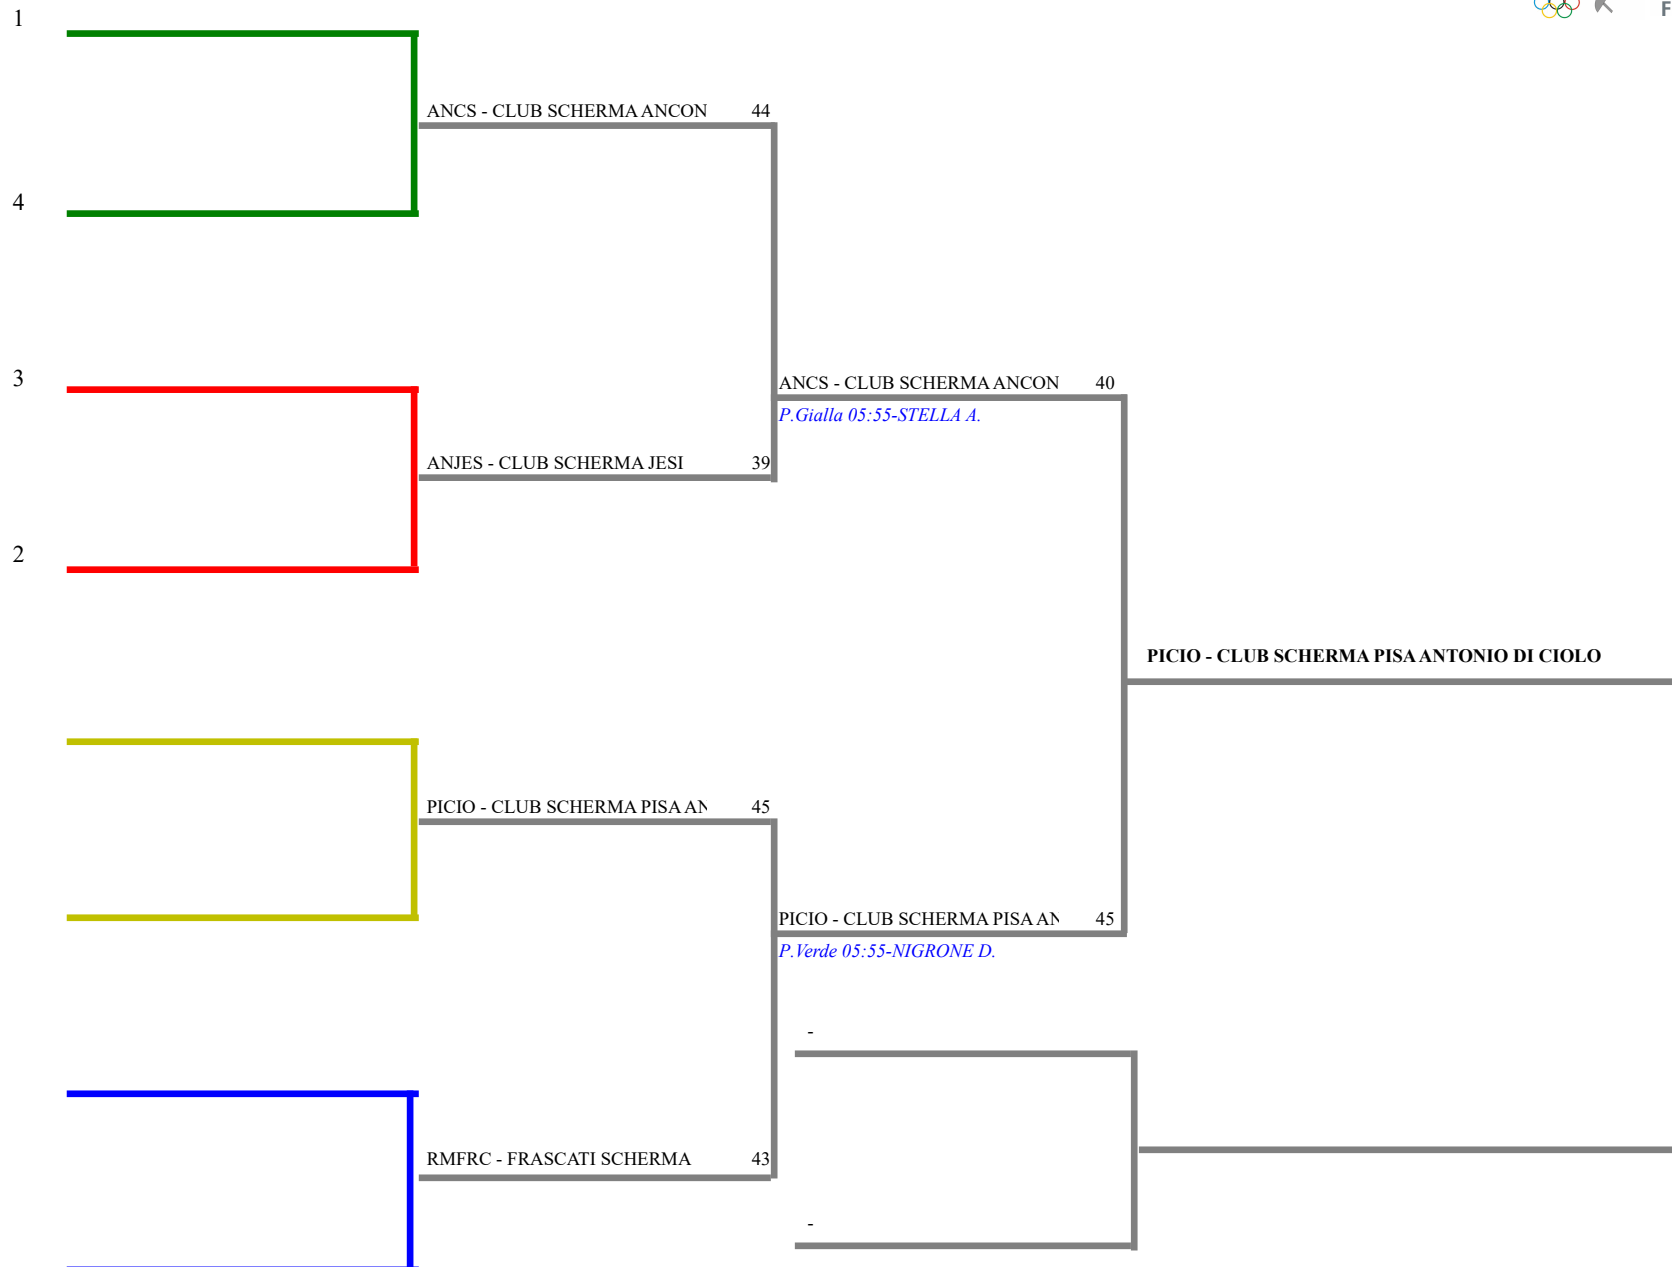 1
F
ANCS - CLUB SCHERMA ANCON 44
4
3
ANCS - CLUB SCHERMA ANCON 40
P.Gialla 05:55-STELLA A.
ANJES - CLUB SCHERMA JESI 39
2
PICIO - CLUB SCHERMA PISA ANTONIO DI CIOLO
PICIO - CLUB SCHERMA PISA AN 45
PICIO - CLUB SCHERMA PISA AN 45
P.Verde 05:55-NIGRONE D.
-
RMFRC - FRASCATI SCHERMA 43
-